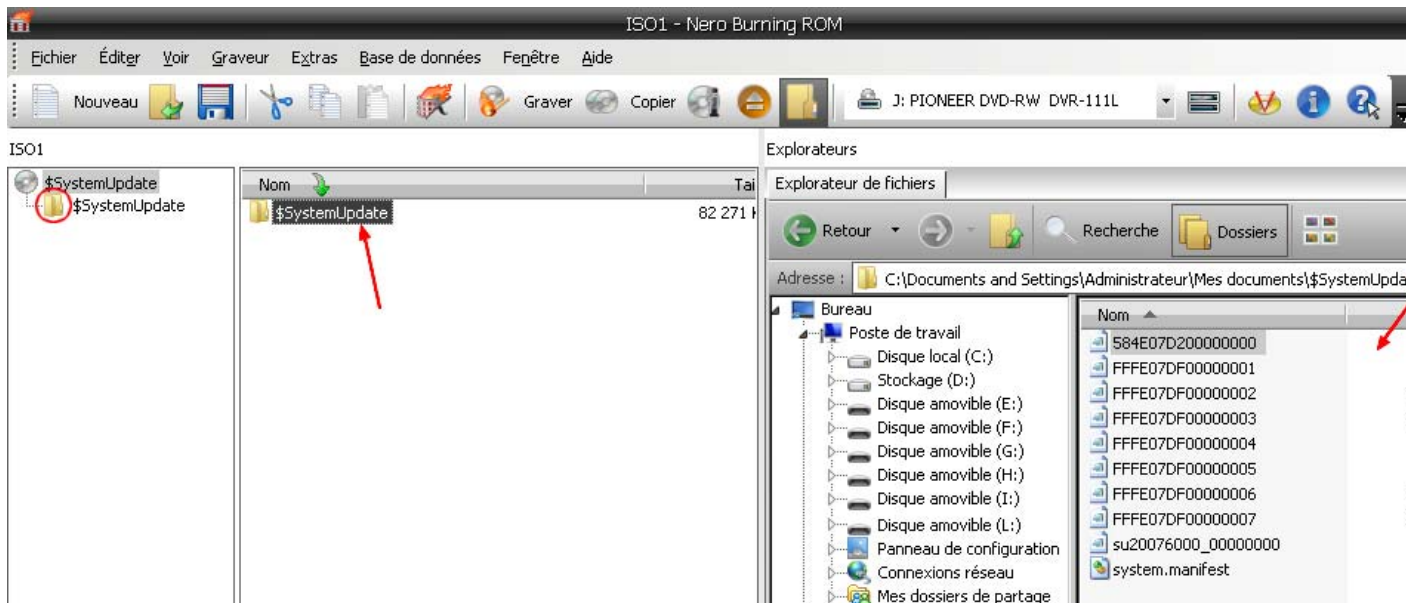 ISO1 - Nero Burning ROM
Fichier Éditer Voir Graveur Extras Base de données Fenêtre Aide
Nouveau Graver Copier J: PIONEER DVD-RW DVR-111L
ISO1
$SystemUpdate
$SystemUpdate
Nom Tai
$SystemUpdate 82 271 K
Explorateurs
Explorateur de fichiers
Retour Recherche Dossiers
Adresse : C:\Documents and Settings\Administrateur\Mes documents\$SystemUpda
Bureau
Poste de travail
Disque local (C:)
Stockage (D:)
Disque amovible (E:)
Disque amovible (F:)
Disque amovible (G:)
Disque amovible (H:)
Disque amovible (I:)
Disque amovible (L:)
Panneau de configuration
Connexions réseau
Mes dossiers de partage
Nom
584E07D200000000
FFFE07DF00000001
FFFE07DF00000002
FFFE07DF00000003
FFFE07DF00000004
FFFE07DF00000005
FFFE07DF00000006
FFFE07DF00000007
su20076000_00000000
system.manifest